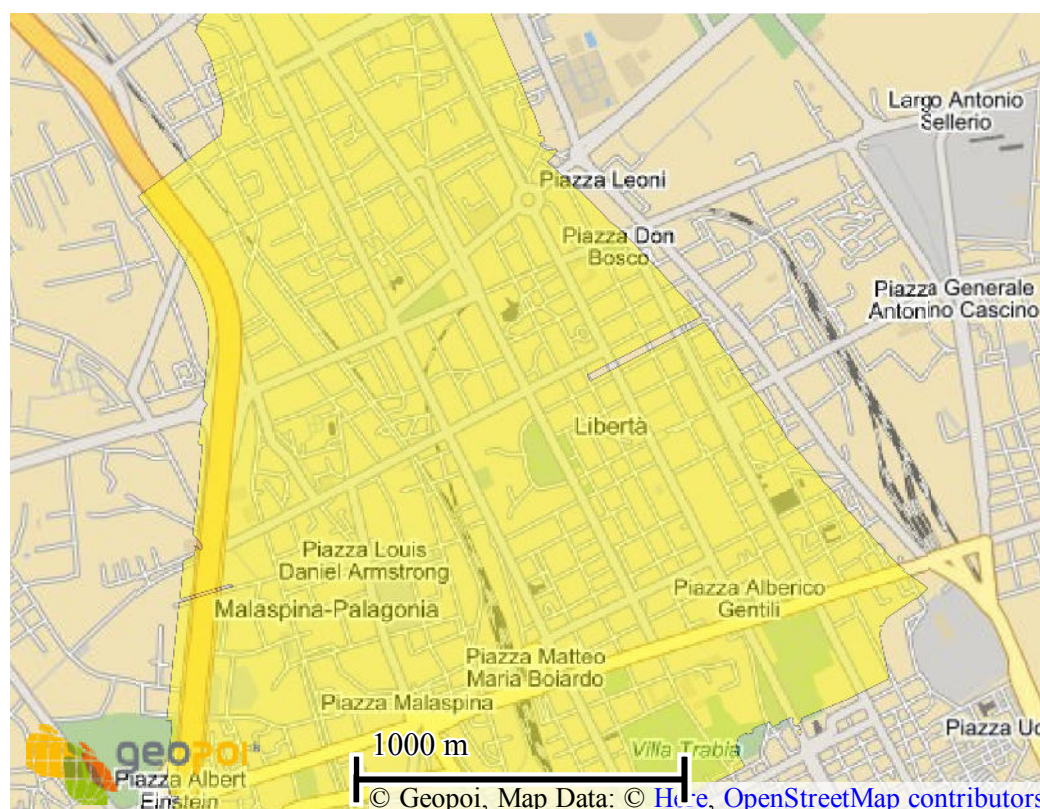 Largo Antonio
Sellerio
Piazza Leoni
Piazza Don
Bosco
Piazza Generale
Antonino Cascino
Libertà
Piazza Louis
Daniel Armstrong
Piazza Alberico
Gentili
Malaspina-Palagonia
Piazza Matteo
Maria Boiardo
Piazza Malaspina
Piazza Uc
geopoi
1000 m
Villa Trabia
Piazza Albert
Einstein
© Geopoi, Map Data: © Here, OpenStreetMap contributors